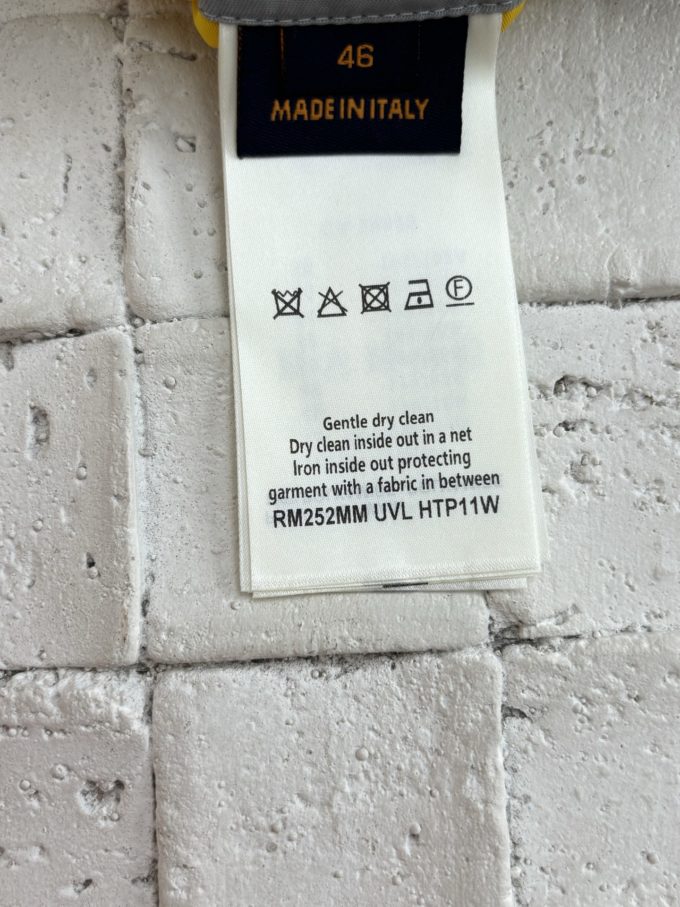 46
MADE IN ITALY
F
Gentle dry clean
Dry clean inside out in a net
Iron inside out protecting
garment with a fabric in between
RM252MM UVL HTP11W